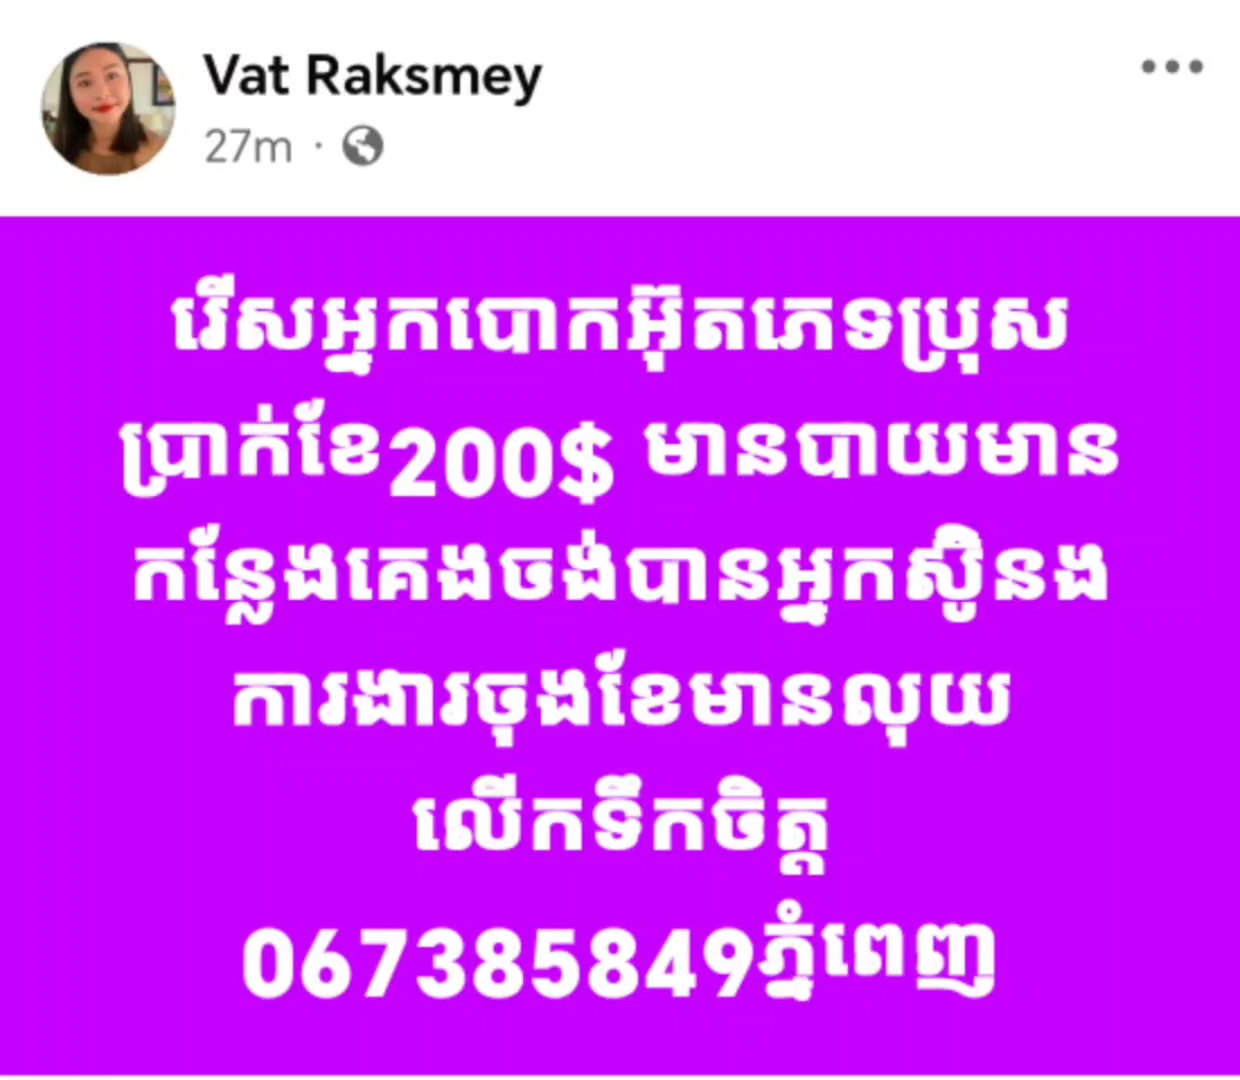 Vat Raksmey
27m ·
រើសអ្នកបោកអ៊ុតភេទប្រុស
ប្រាក់ខែ200$ មានបាយមាន
កន្លែងគេងចង់បានអ្នកស៊ូនង
ការងារចុងខែមានលុយ
លើកទឹកចិត្ត
067385849ភ្នំពេញ